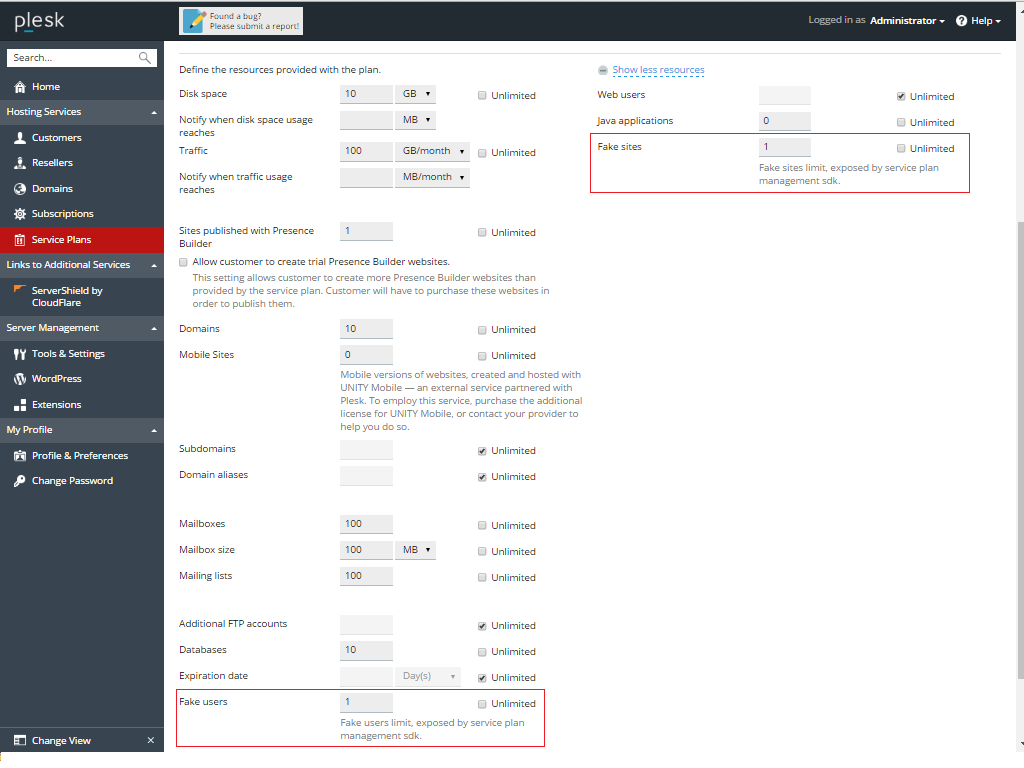 plesk
Found a bug?
Please submit a report!
Logged in as Administrator
Help
Search...
Home
Hosting Services
Customers
Resellers
Domains
Subscriptions
Service Plans
Links to Additional Services
ServerShield by
CloudFlare
Server Management
Tools & Settings
WordPress
Extensions
My Profile
Profile & Preferences
Change Password
Change View
Define the resources provided with the plan.
Disk space 10 GB Unlimited
Notify when disk space usage MB
reaches
Traffic 100 GB/month Unlimited
Notify when traffic usage MB/month
reaches
Sites published with Presence 1 Unlimited
Builder
Allow customer to create trial Presence Builder websites.
This setting allows customer to create more Presence Builder websites than
provided by the service plan. Customer will have to purchase these websites in
order to publish them.
Domains 10 Unlimited
Mobile Sites 0 Unlimited
Mobile versions of websites, created and hosted with
UNITY Mobile — an external service partnered with
Plesk. To employ this service, purchase the additional
license for UNITY Mobile, or contact your provider to
help you do so.
Subdomains Unlimited
Domain aliases Unlimited
Mailboxes 100 Unlimited
Mailbox size 100 MB Unlimited
Mailing lists 100 Unlimited
Additional FTP accounts Unlimited
Databases 10 Unlimited
Expiration date Day(s) Unlimited
Fake users 1 Unlimited
Fake users limit, exposed by service plan
management sdk.
Show less resources
Web users Unlimited
Java applications 0 Unlimited
Fake sites 1 Unlimited
Fake sites limit, exposed by service plan
management sdk.